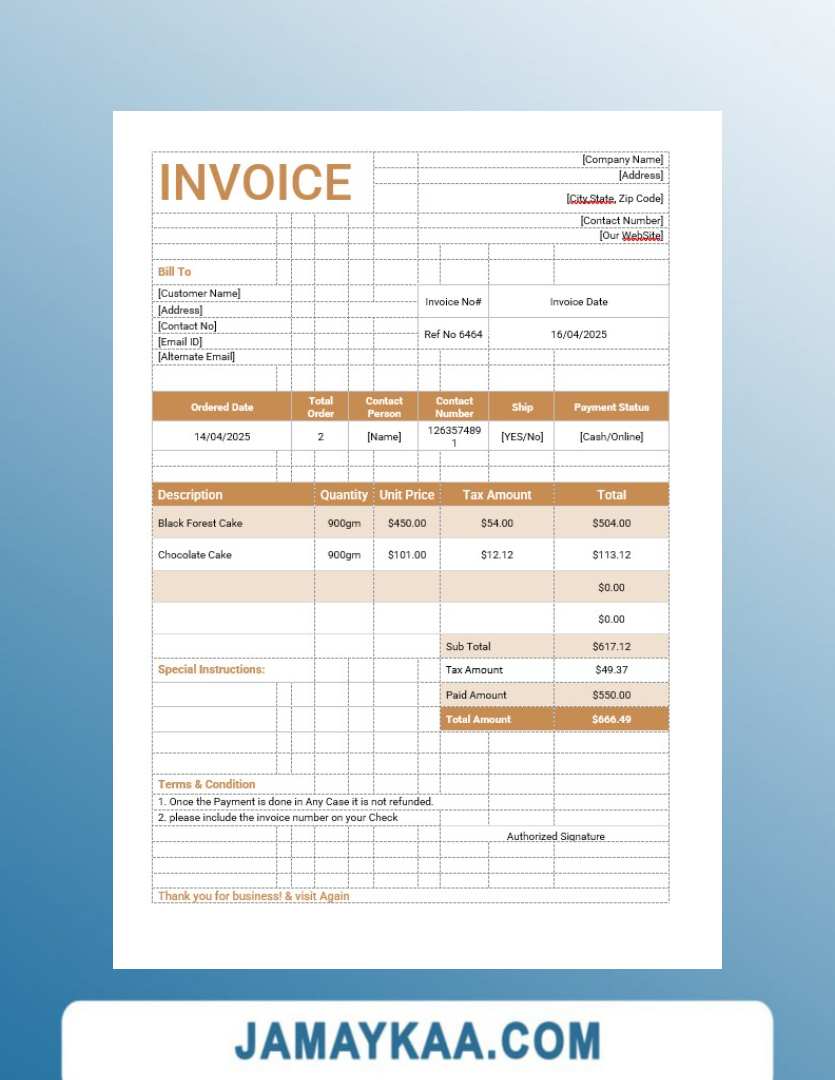 INVOICE
[Company Name]
[Address]
[City,State, Zip Code]
[Contact Number]
[Our WebSite]
Bill To
[Customer Name]
[Address]
[Contact No]
[Email ID]
[Alternate Email]
Invoice No# Invoice Date
Ref No 6464 16/04/2025
Ordered Date Total Order Contact Person Contact Number Ship Payment Status
14/04/2025 2 [Name] 1263574891 [YES/No] [Cash/Online]
Description Quantity Unit Price Tax Amount Total
Black Forest Cake 900gm $450.00 $54.00 $504.00
Chocolate Cake 900gm $101.00 $12.12 $113.12
$0.00
$0.00
Sub Total $617.12
Special Instructions: Tax Amount $49.37
Paid Amount $550.00
Total Amount $666.49
Terms & Condition
1. Once the Payment is done in Any Case it is not refunded.
2. please include the invoice number on your Check
Authorized Signature
Thank you for business! & visit Again
JAMAYKAA.COM